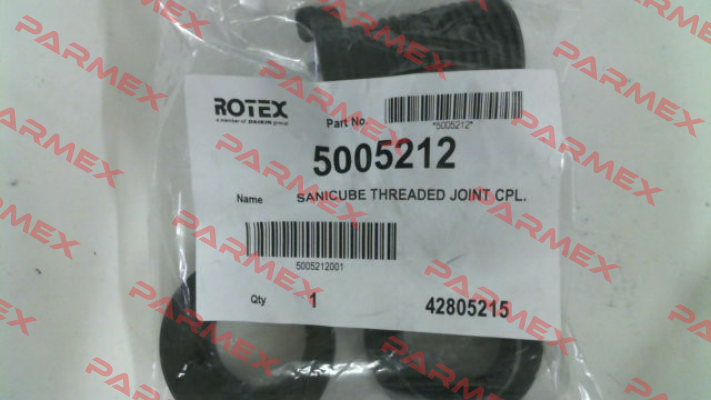 ROTEX
a member of DAIKIN group
Part No.
*5005212*
5005212
Name SANICUBE THREADED JOINT CPL.
5005212001
Qty 1 42805215
PARMEX